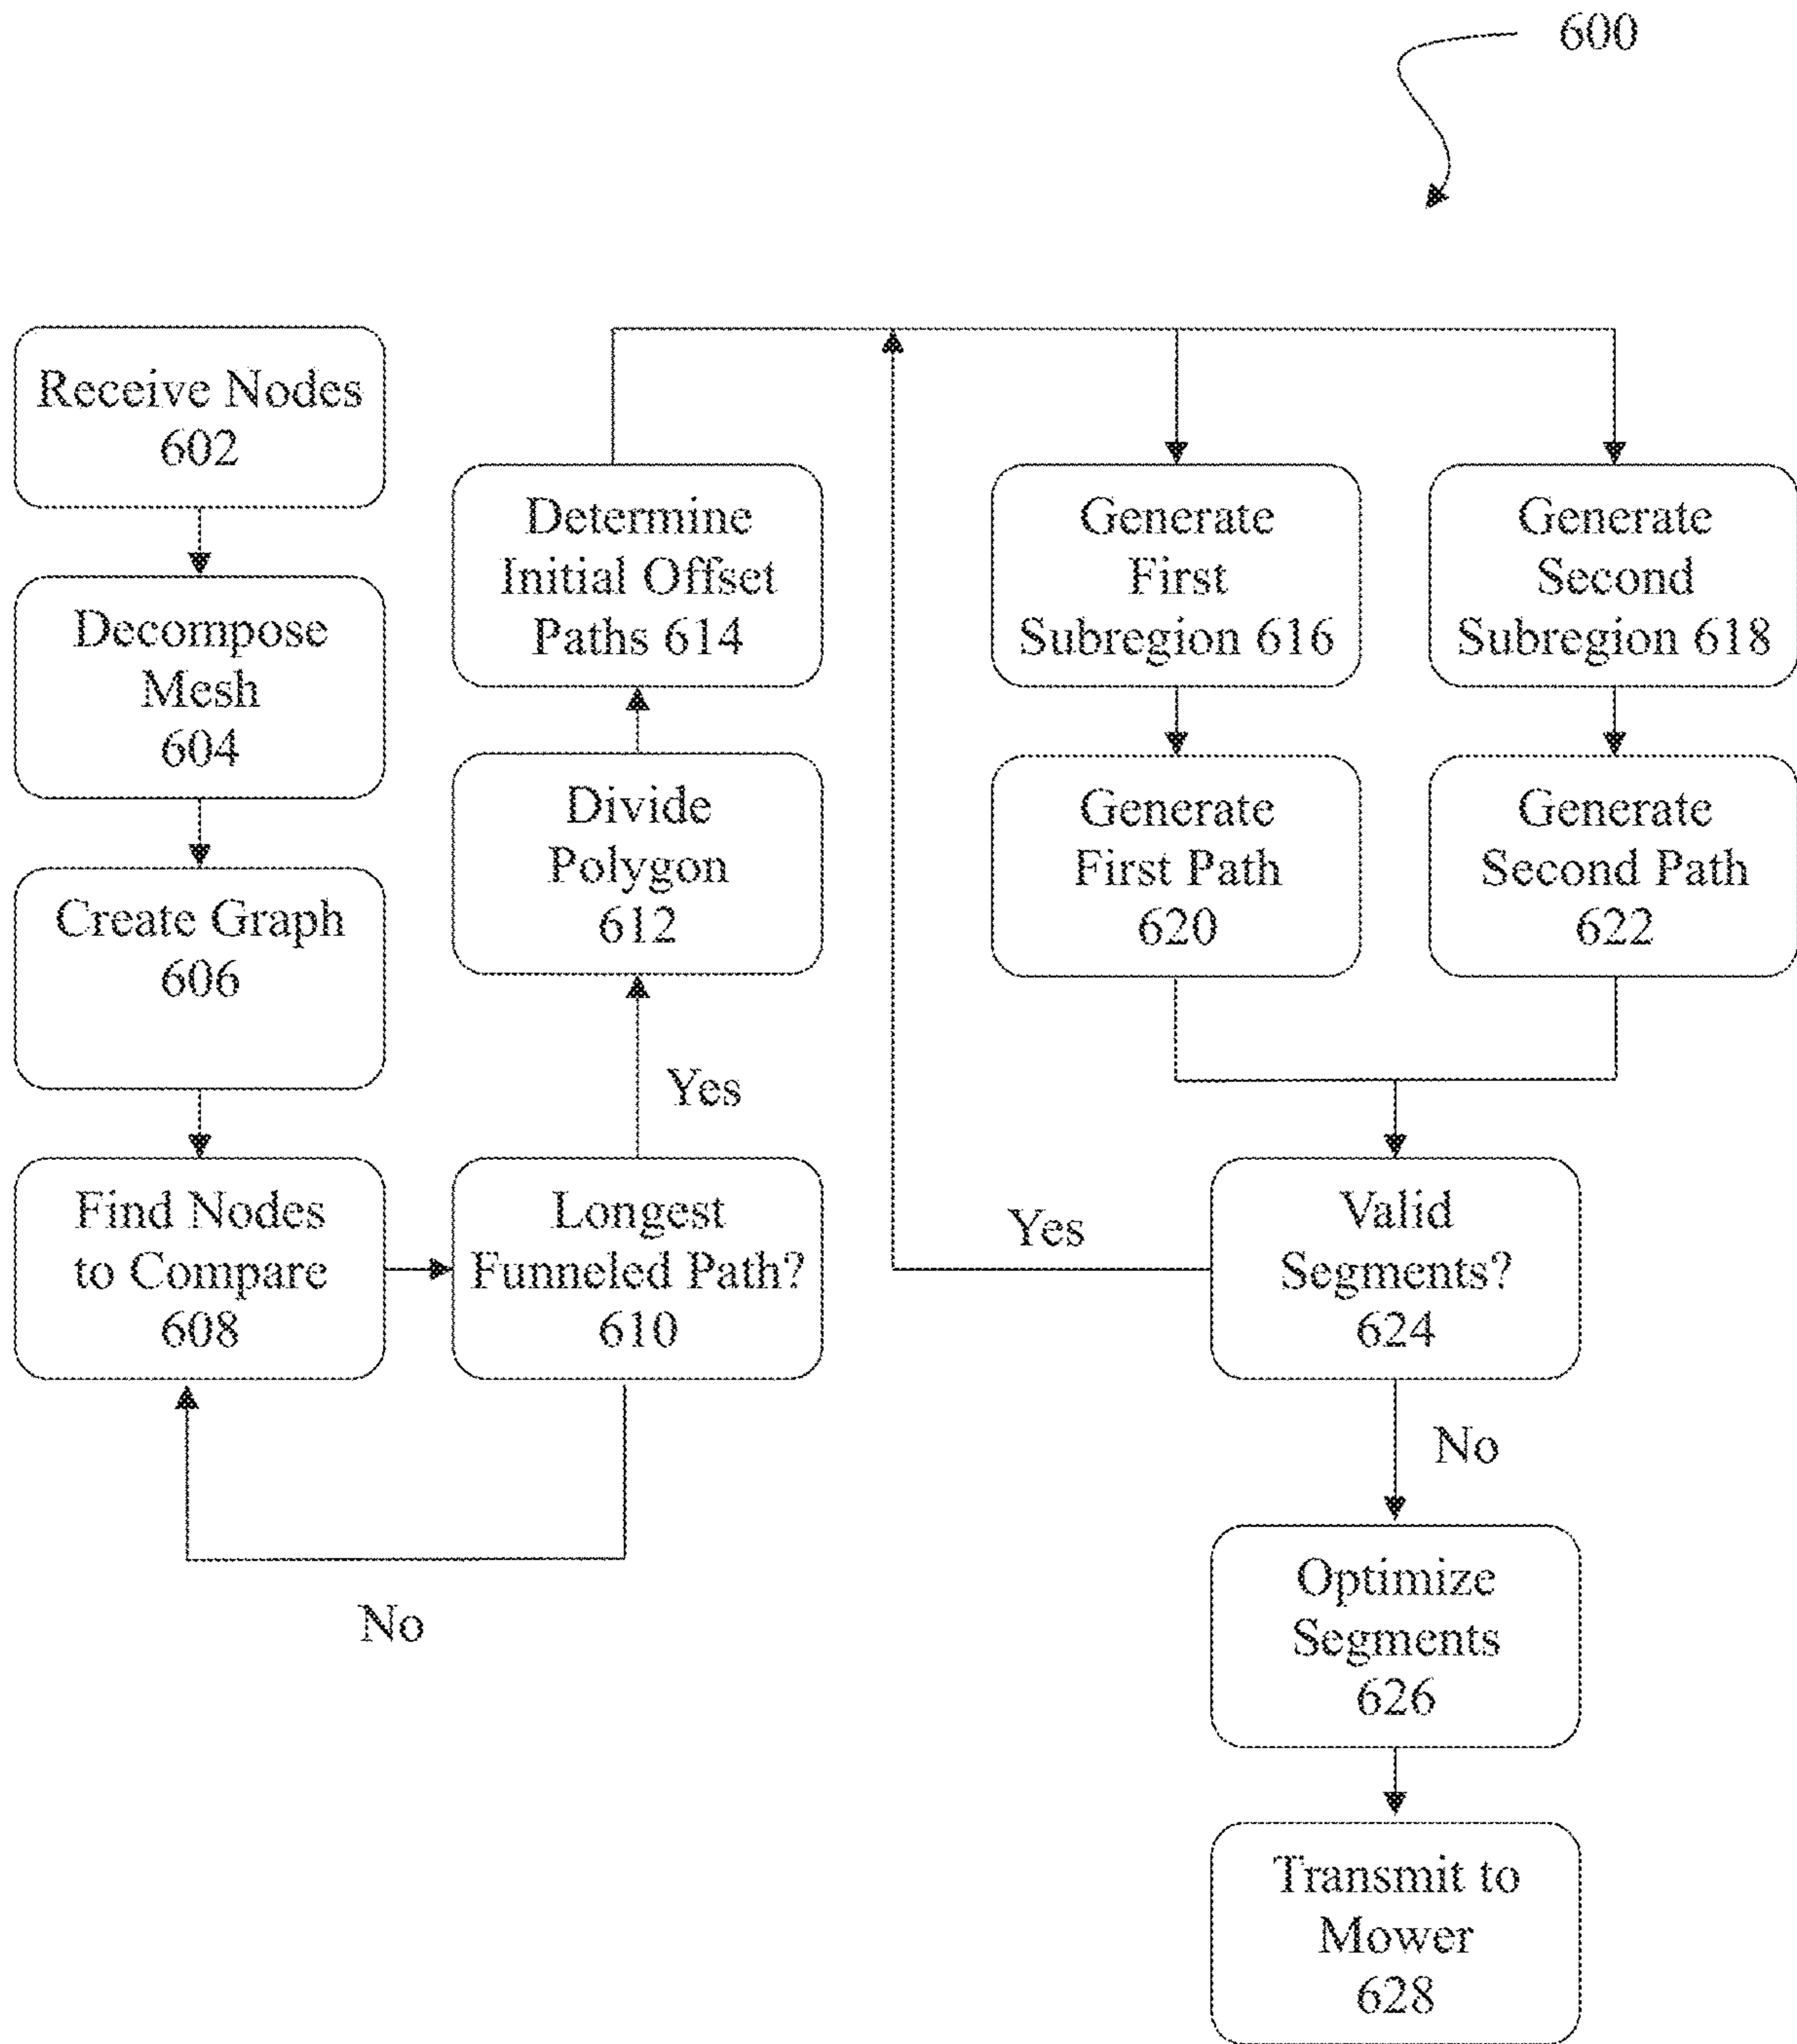 600
Receive Nodes
602
Decompose
Mesh
604
Create Graph
606
Find Nodes
to Compare
608
Longest
Funneled Path?
610
No
Yes
Divide
Polygon
612
Determine
Initial Offset
Paths 614
Generate
First
Subregion 616
Generate
Second
Subregion 618
Generate
First Path
620
Generate
Second Path
622
Valid
Segments?
624
Yes
No
Optimize
Segments
626
Transmit to
Mower
628